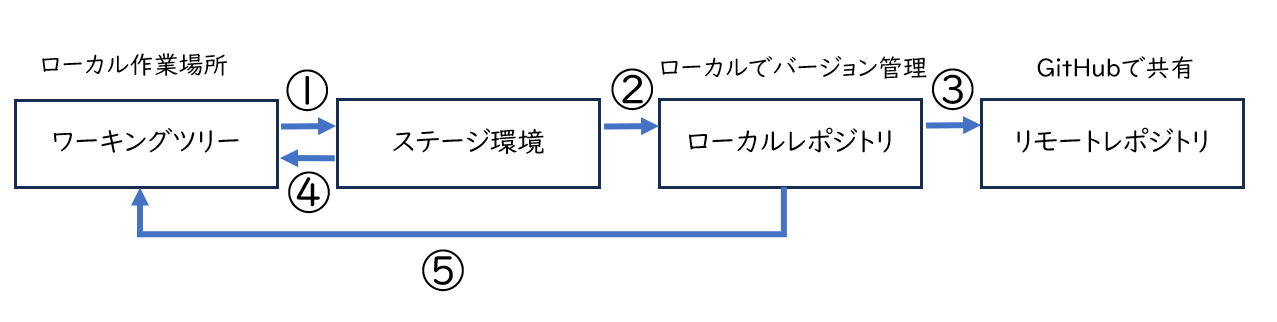 ローカル作業場所
ローカルでバージョン管理
GitHubで共有
①
②
③
ワーキングツリー
ステージ環境
ローカルレポジトリ
リモートレポジトリ
④
⑤